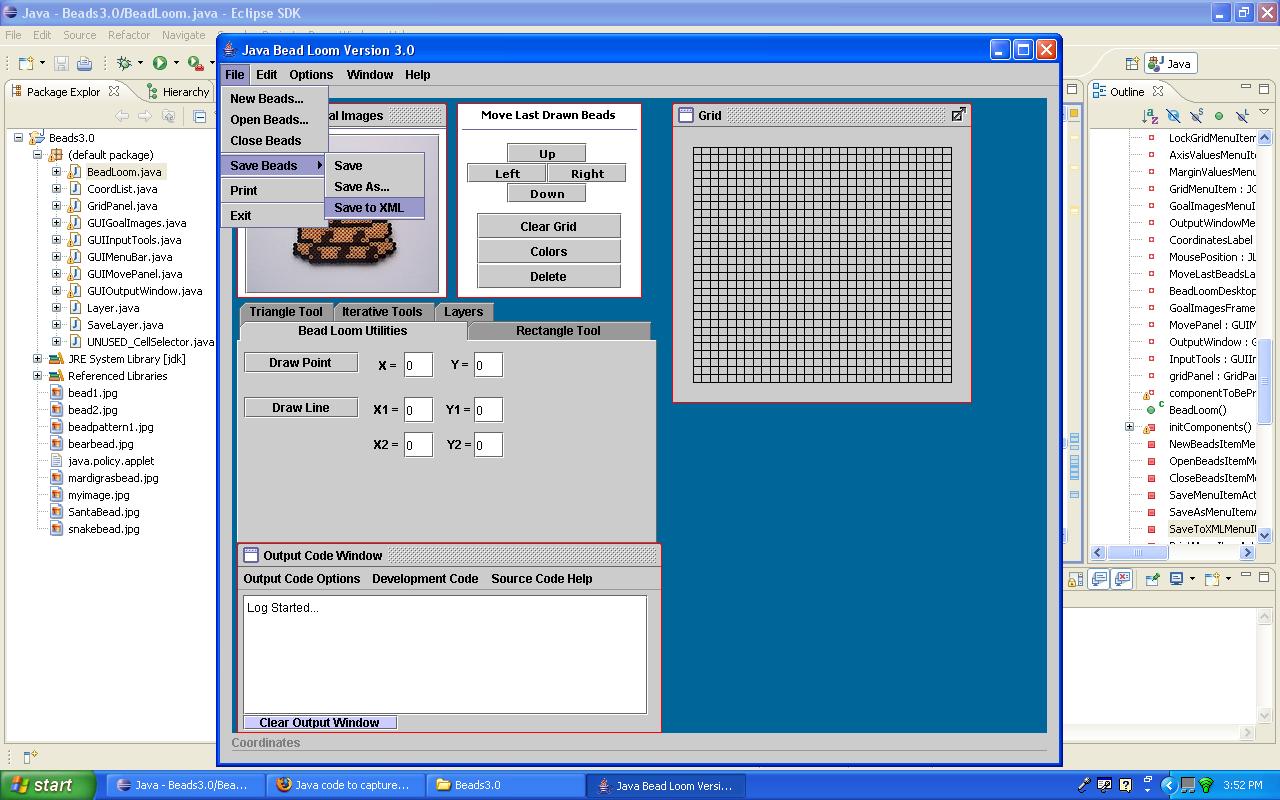 Java - Beads3.0/BeadLoom.java - Eclipse SDK
File Edit Source Refactor Navigate
Java
Package Explor
Hierarchy
Beads3.0
(default package)
BeadLoom.java
CoordList.java
GridPanel.java
GUIGoalImages.java
GUIInputTools.java
GUIMenuBar.java
GUIMovePanel.java
GUIOutputWindow.java
Layer.java
SaveLayer.java
UNUSED_CellSelector.java
JRE System Library [jdk]
Referenced Libraries
bead1.jpg
bead2.jpg
beadpattern1.jpg
bearbead.jpg
java.policy.applet
mardigrasbead.jpg
myimage.jpg
SantaBead.jpg
snakebead.jpg
Java Bead Loom Version 3.0
File Edit Options Window Help
New Beads...
Open Beads...
Close Beads
Save Beads
Print
Exit
Save
Save As...
Save to XML
al Images
Move Last Drawn Beads
Up
Left Right
Down
Clear Grid
Colors
Delete
Grid
Triangle Tool Iterative Tools Layers
Bead Loom Utilities Rectangle Tool
Draw Point X = 0 Y = 0
Draw Line X1 = 0 Y1 = 0
X2 = 0 Y2 = 0
Output Code Window
Output Code Options Development Code Source Code Help
Log Started...
Clear Output Window
Coordinates
Outline
LockGridMenuItem
AxisValuesMenuIt
MarginValuesMenu
GridMenuItem : JC
GoalImagesMenuIt
OutputWindowMe
CoordinatesLabel
MousePosition : JL
MoveLastBeadsLa
BeadLoomDesktop
GoalImagesFrame
MovePanel : GUIM
OutputWindow : G
InputTools : GUIIn
gridPanel : GridPa
componentToBePr
BeadLoom()
initComponents()
NewBeadsItemMe
OpenBeadsItemM
CloseBeadsItemM
SaveMenuItemAct
SaveAsMenuItemA
SaveToXMLMenuI
start
Java - Beads3.0/Bea...
Java code to capture...
Beads3.0
Java Bead Loom Versi...
3:52 PM